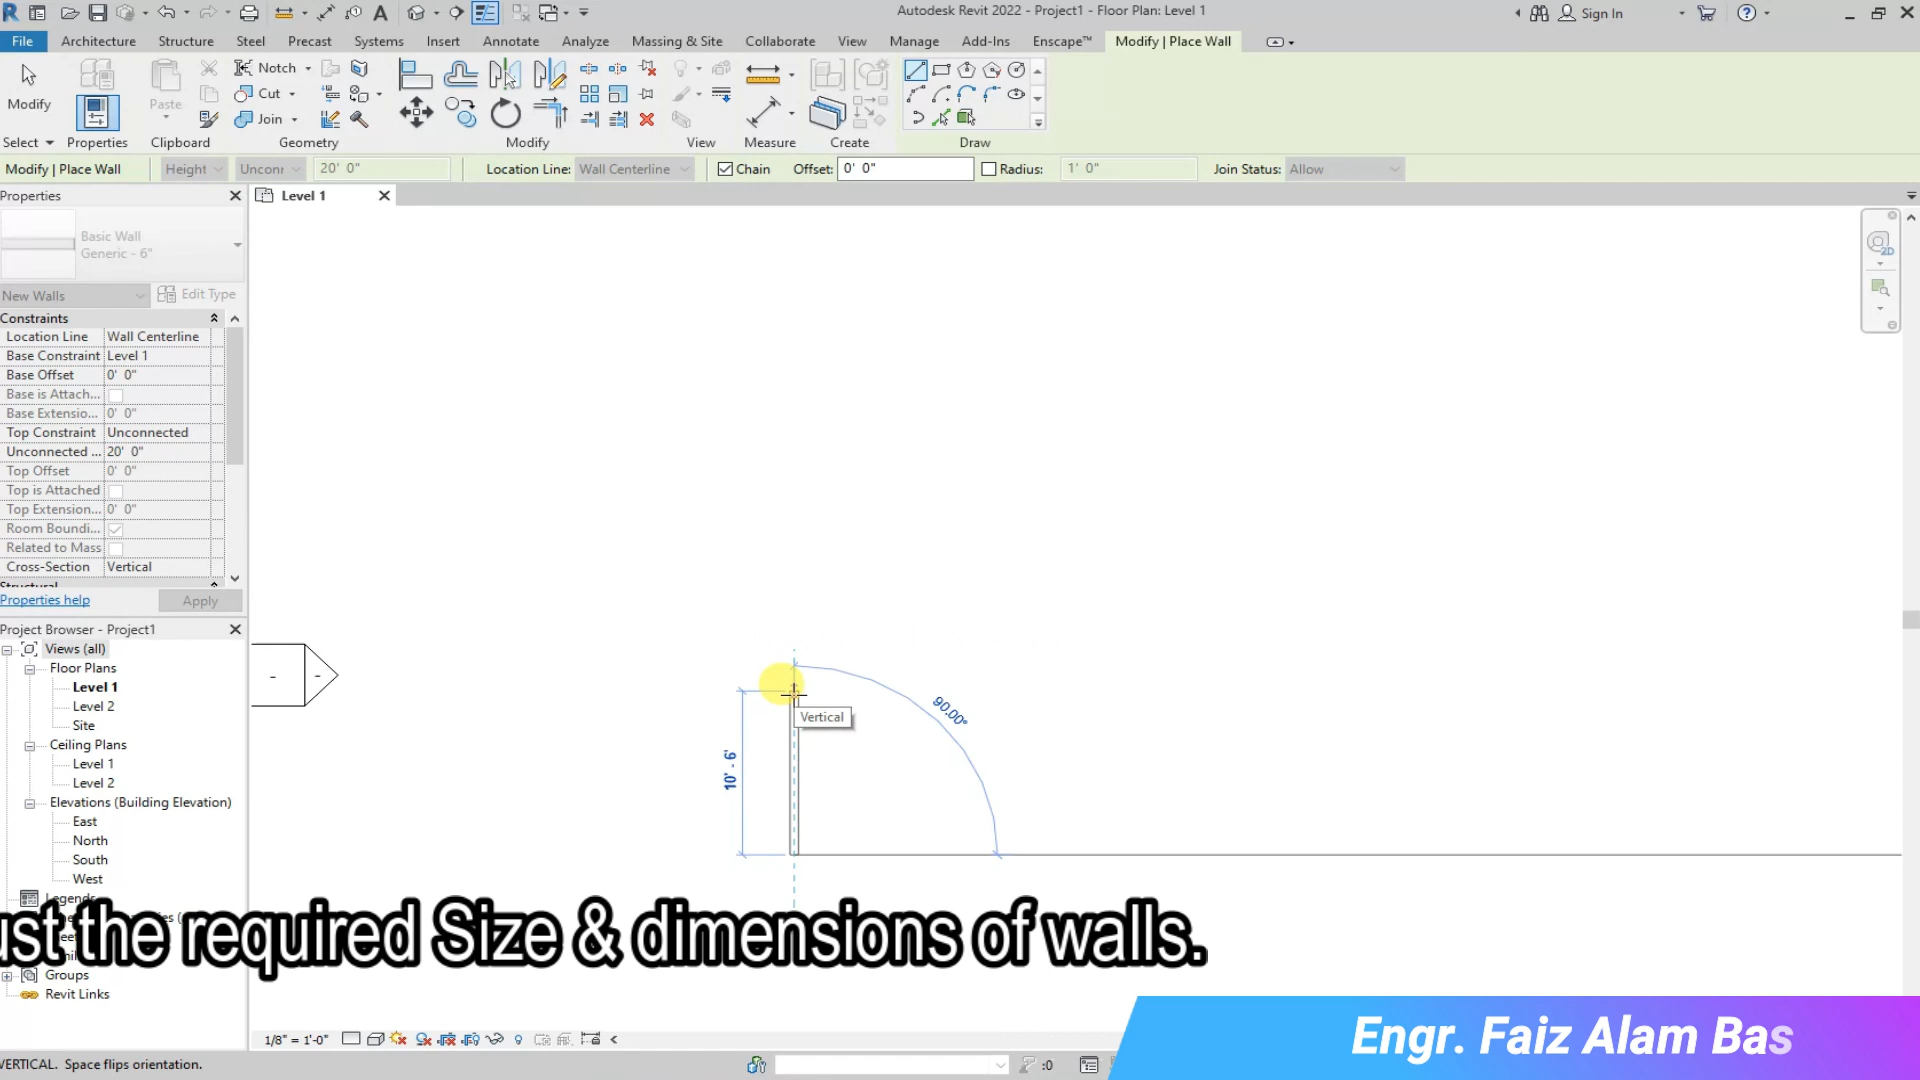 Autodesk Revit 2022 - Project1 - Floor Plan: Level 1
Sign In
File Architecture Structure Steel Precast Systems Insert Annotate Analyze Massing & Site Collaborate View Manage Add-Ins Enscape™ Modify | Place Wall
Modify
Paste
Notch
Cut
Join
Select Properties Clipboard Geometry Modify View Measure Create Draw
Modify | Place Wall Height Unconr 20' 0" Location Line: Wall Centerline Chain Offset: 0' 0" Radius: 1' 0" Join Status: Allow
Properties
Level 1
Basic Wall
Generic - 6"
New Walls Edit Type
Constraints
Location Line Wall Centerline
Base Constraint Level 1
Base Offset 0' 0"
Base is Attach...
Base Extensio... 0' 0"
Top Constraint Unconnected
Unconnected ... 20' 0"
Top Offset 0' 0"
Top is Attached
Top Extension... 0' 0"
Room Boundi...
Related to Mass
Cross-Section Vertical
Structural
Properties help Apply
Project Browser - Project1
Views (all)
Floor Plans
Level 1
Level 2
Site
Ceiling Plans
Level 1
Level 2
Elevations (Building Elevation)
East
North
South
West
Legends
Groups
Revit Links
90.00°
Vertical
10' - 6"
ust the required Size & dimensions of walls.
Engr. Faiz Alam Bas
1/8" = 1'-0"
VERTICAL. Space flips orientation.
:0